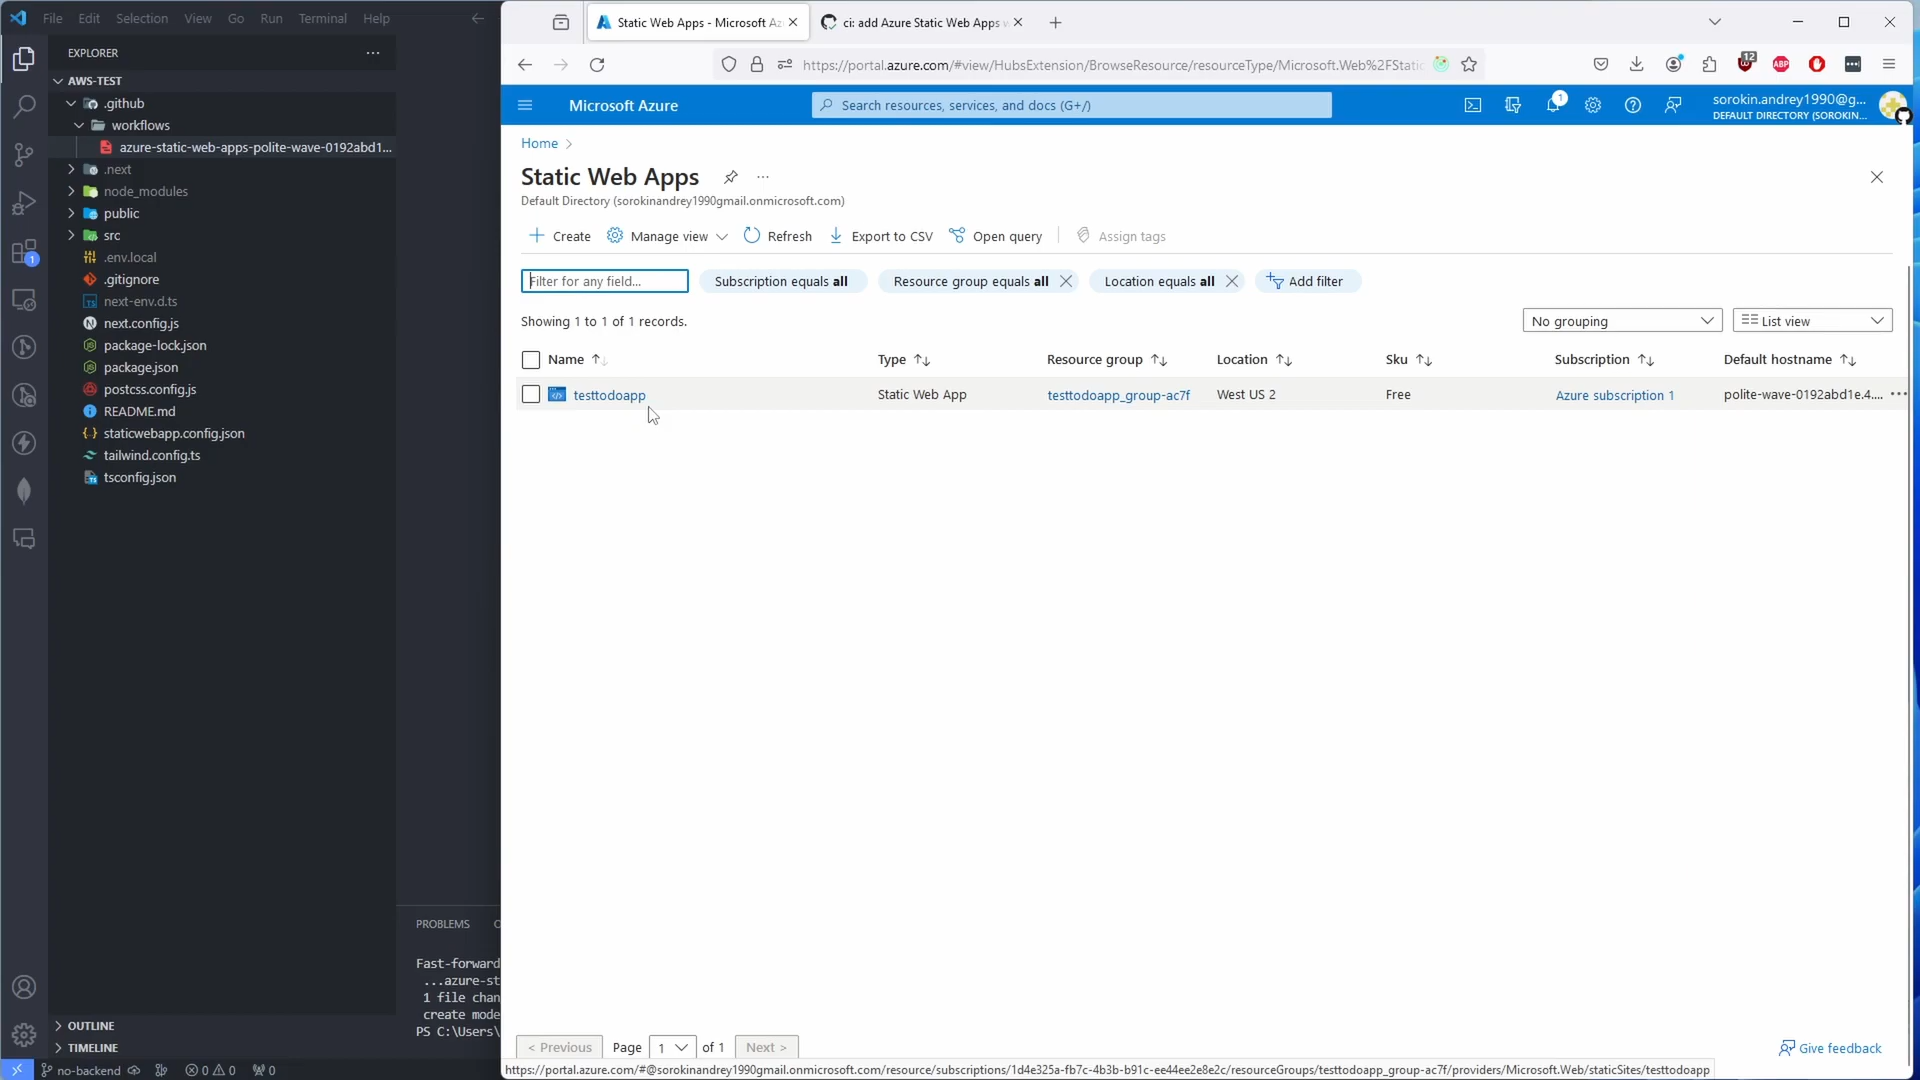 File Edit Selection View Go Run Terminal Help
EXPLORER
AWS-TEST
.github
workflows
azure-static-web-apps-polite-wave-0192abd1...
.next
node_modules
public
src
.env.local
.gitignore
next-env.d.ts
next.config.js
package-lock.json
package.json
postcss.config.js
README.md
staticwebapp.config.json
tailwind.config.ts
tsconfig.json
1
OUTLINE
TIMELINE
no-backend
0 0 0
PROBLEMS
Fast-forward
...azure-st
1 file chan
create mode
PS C:\Users\
Static Web Apps - Microsoft Az
ci: add Azure Static Web Apps
https://portal.azure.com/#view/HubsExtension/BrowseResource/resourceType/Microsoft.Web%2FStatic
12
ABP
Microsoft Azure
Search resources, services, and docs (G+/)
1
sorokin.andrey1990@g...
DEFAULT DIRECTORY (SOROKIN...
Home
Static Web Apps
Default Directory (sorokinandrey1990gmail.onmicrosoft.com)
Create Manage view Refresh Export to CSV Open query Assign tags
Filter for any field...
Subscription equals all
Resource group equals all
Location equals all
Add filter
Showing 1 to 1 of 1 records.
No grouping
List view
Name Type Resource group Location Sku Subscription Default hostname
testtodoapp Static Web App testtodoapp_group-ac7f West US 2 Free Azure subscription 1 polite-wave-0192abd1e.4....
< Previous Page 1 of 1 Next >
Give feedback
https://portal.azure.com/#@sorokinandrey1990gmail.onmicrosoft.com/resource/subscriptions/1d4e325a-fb7c-4b3b-b91c-ee44ee2e8e2c/resourceGroups/testtodoapp_group-ac7f/providers/Microsoft.Web/staticSites/testtodoapp